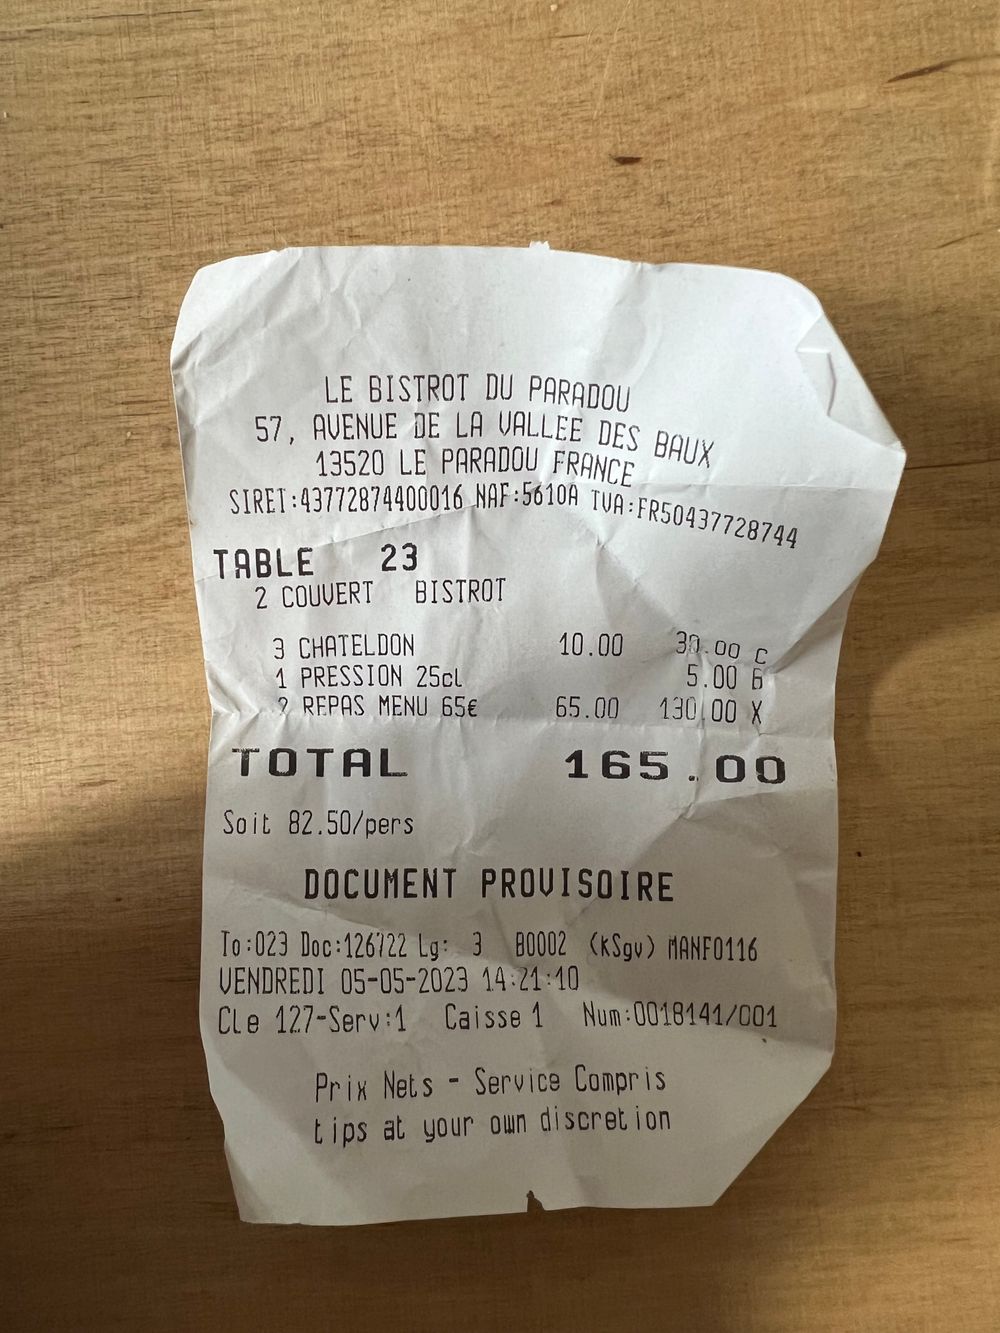 LE BISTROT DU PARADOU
57, AVENUE DE LA VALLEE DES BAUX
13520 LE PARADOU FRANCE
SIRET:43772874400016 NAF:5610A TVA:FR50437728744
TABLE 23
2 COUVERT BISTROT
3 CHATELDON 10.00 30.00 C
1 PRESSION 25cl 5.00 B
2 REPAS MENU 65€ 65.00 130.00 X
TOTAL 165.00
Soit 82.50/pers
DOCUMENT PROVISOIRE
To:023 Doc:126722 Lg: 3 B0002 (kSgv) MANF0116
VENDREDI 05-05-2023 14:21:10
Cle 127-Serv:1 Caisse 1 Num:0018141/001
Prix Nets - Service Compris
tips at your own discretion